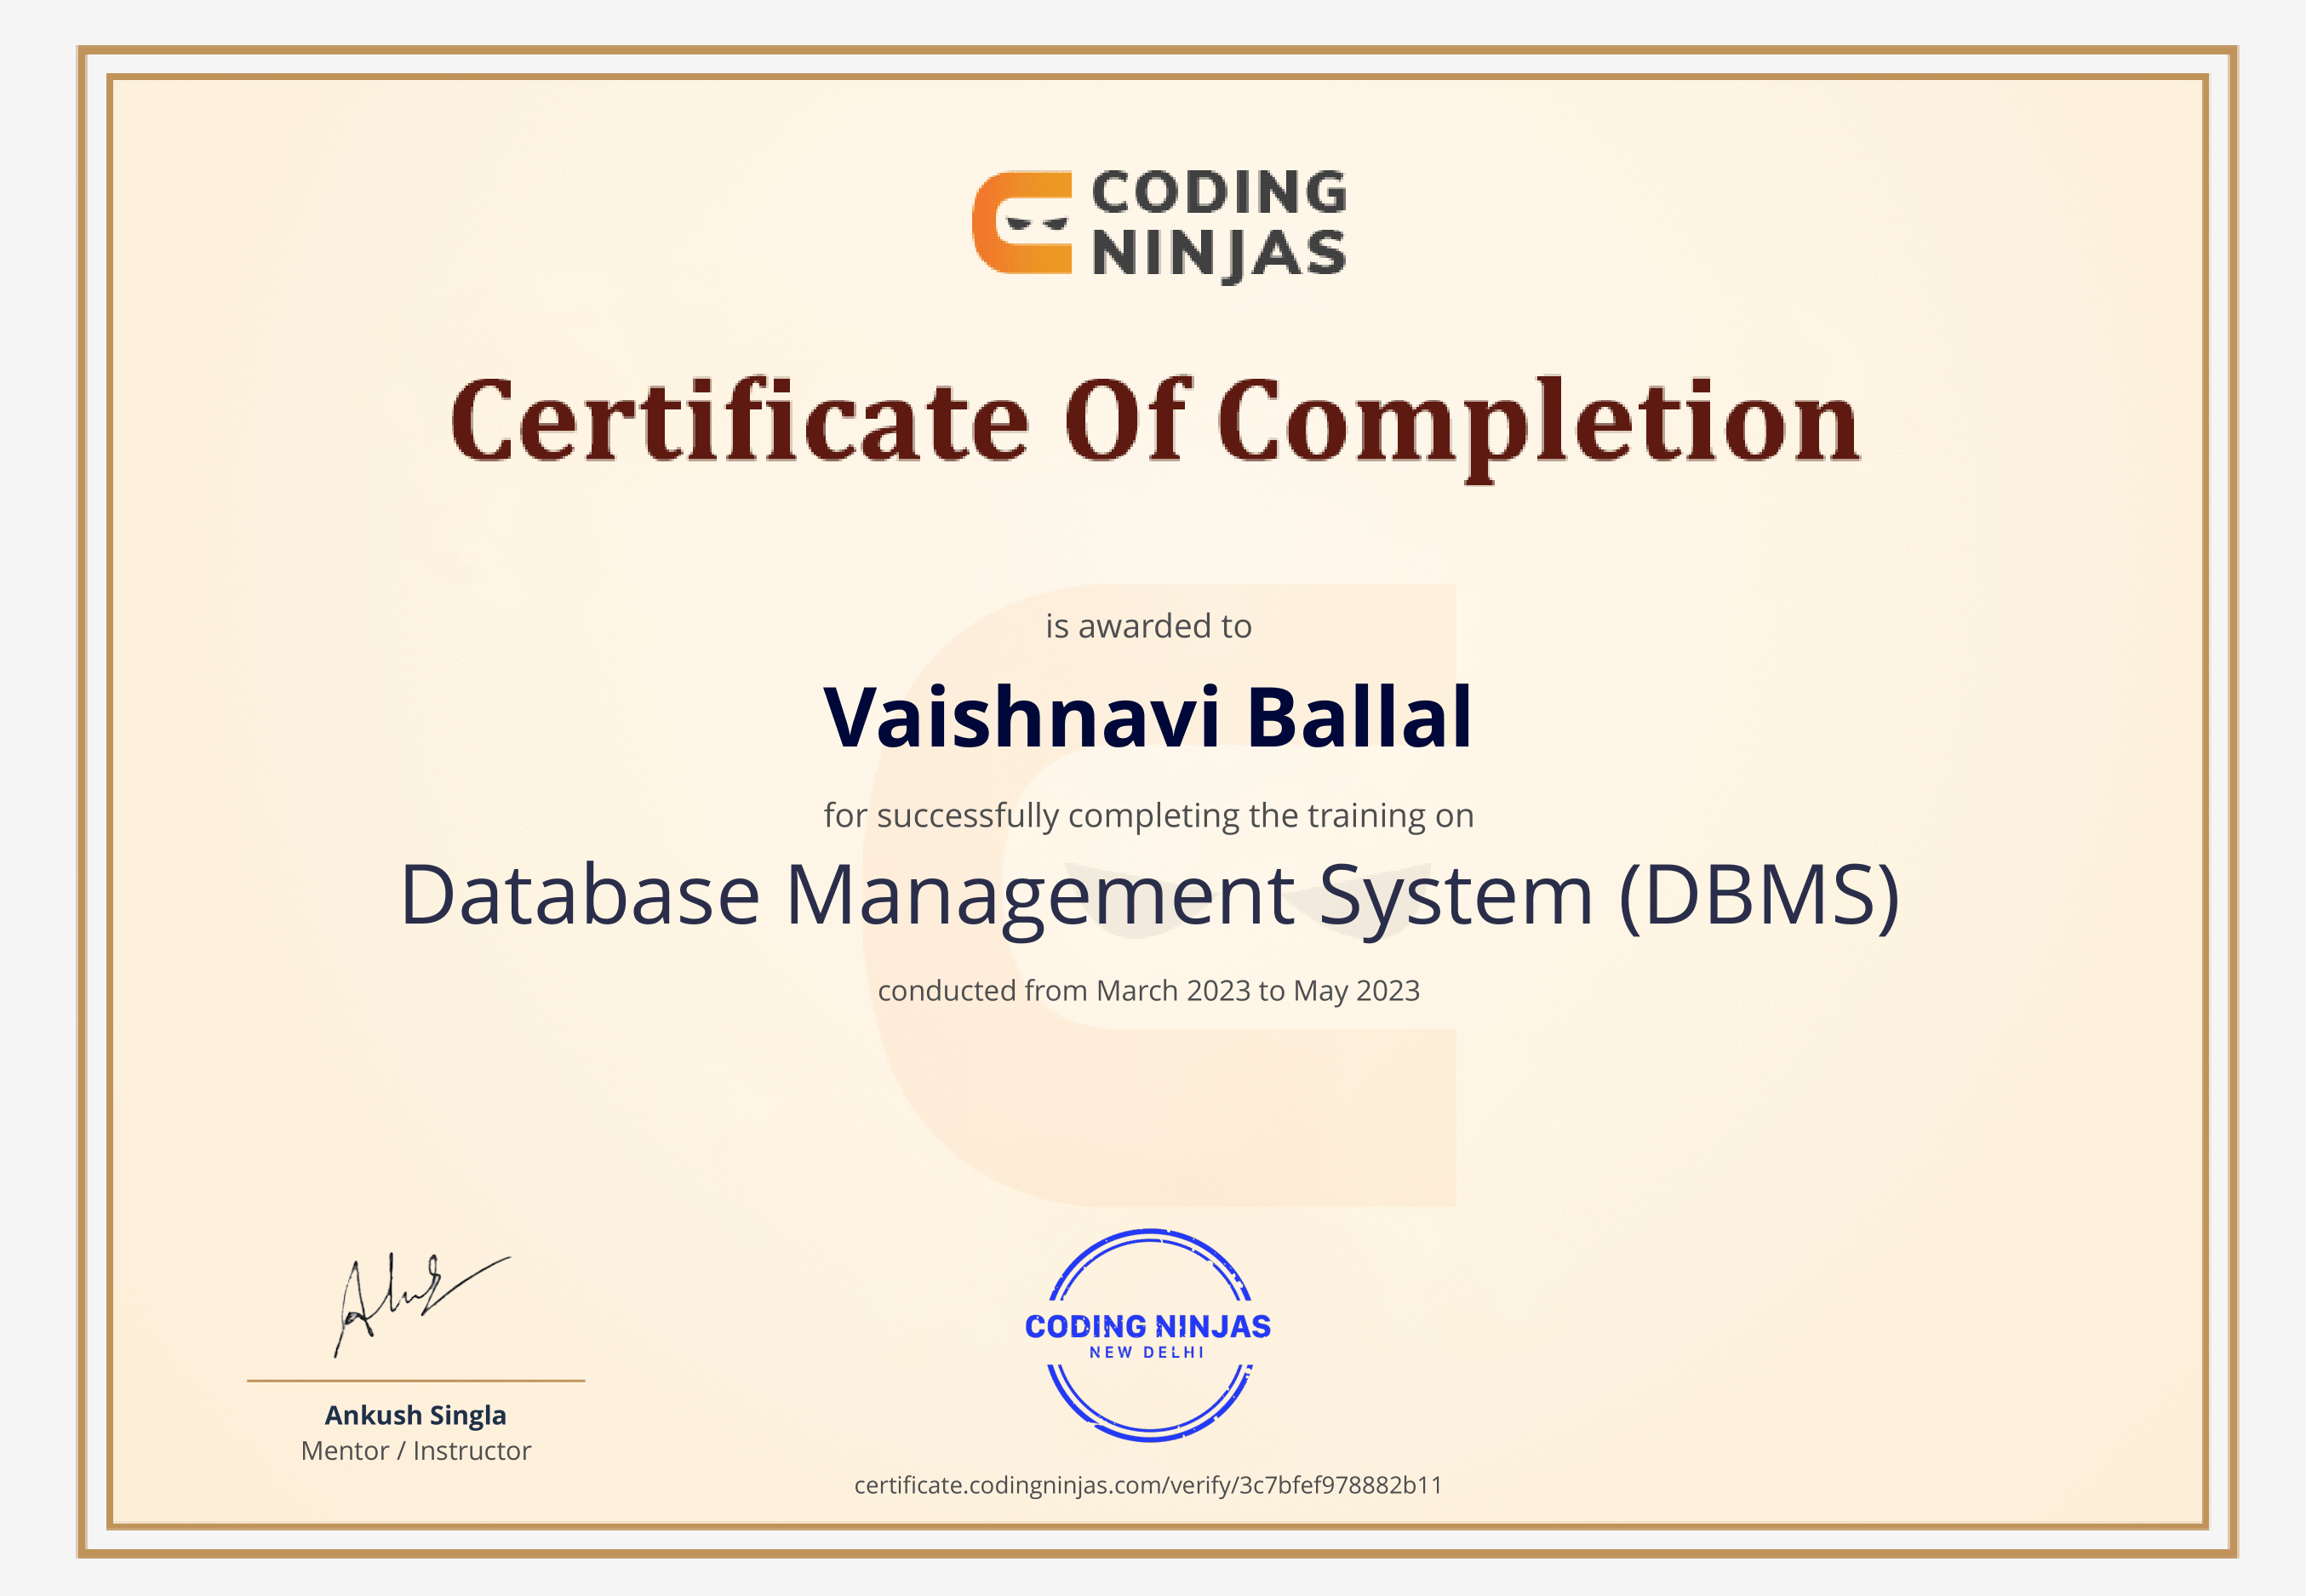 CODING
NINJAS
Certificate Of Completion
is awarded to
Vaishnavi Ballal
for successfully completing the training on
Database Management System (DBMS)
conducted from March 2023 to May 2023
CODING NINJAS
NEW DELHI
Ankush Singla
Mentor / Instructor
certificate.codingninjas.com/verify/3c7bfef978882b11